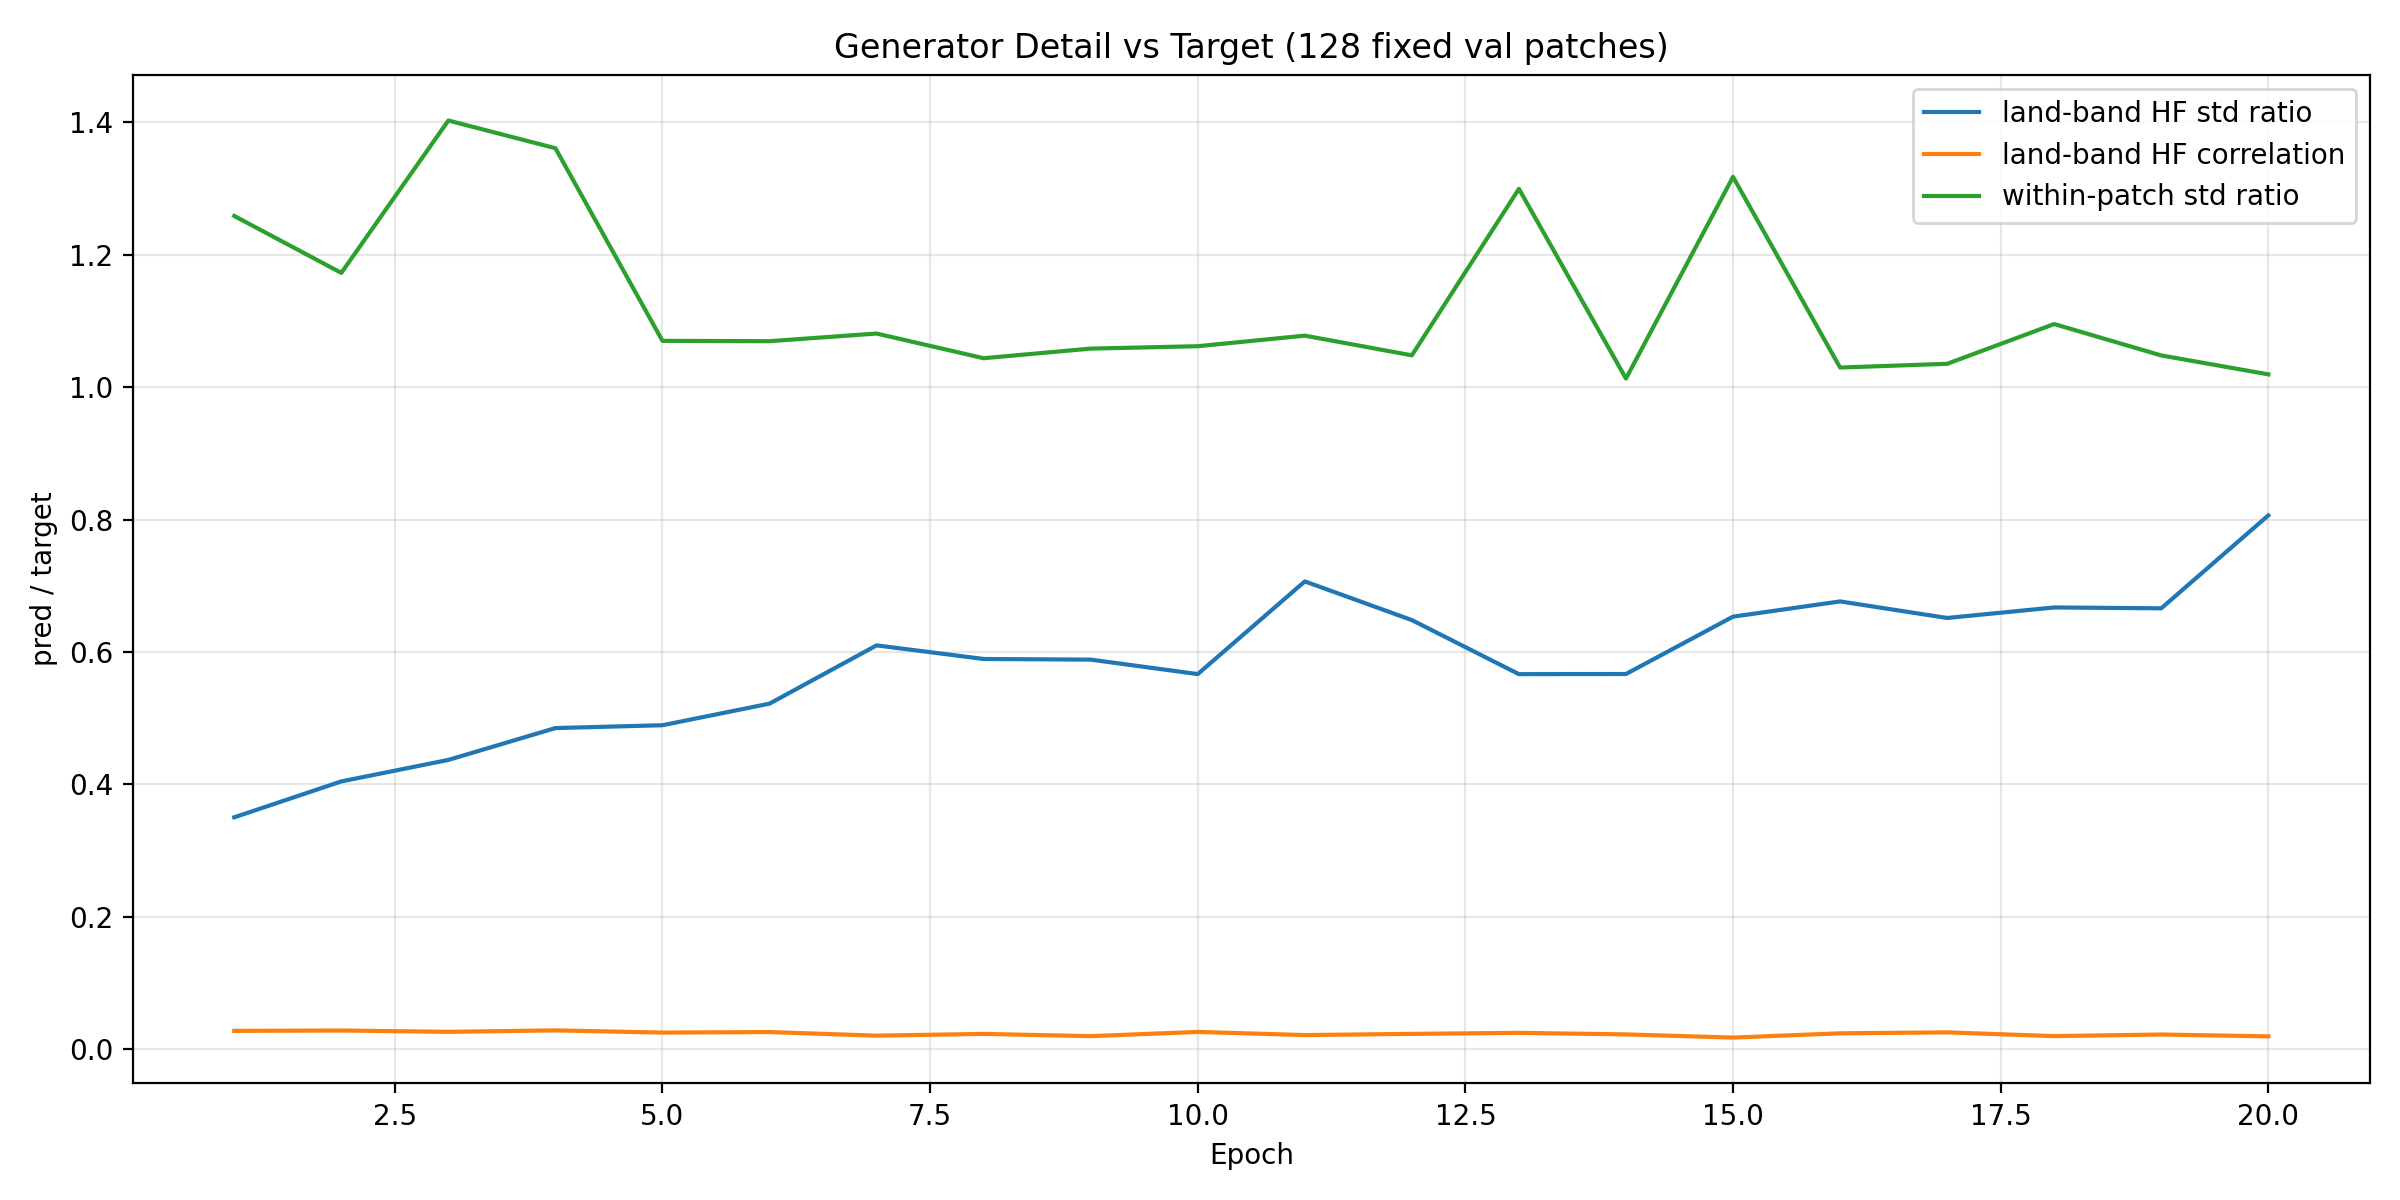 Generator Detail vs Target (128 fixed val patches)
land-band HF std ratio
land-band HF correlation
within-patch std ratio
pred / target
1.4
1.2
1.0
0.8
0.6
0.4
0.2
0.0
2.5 5.0 7.5 10.0 12.5 15.0 17.5 20.0
Epoch